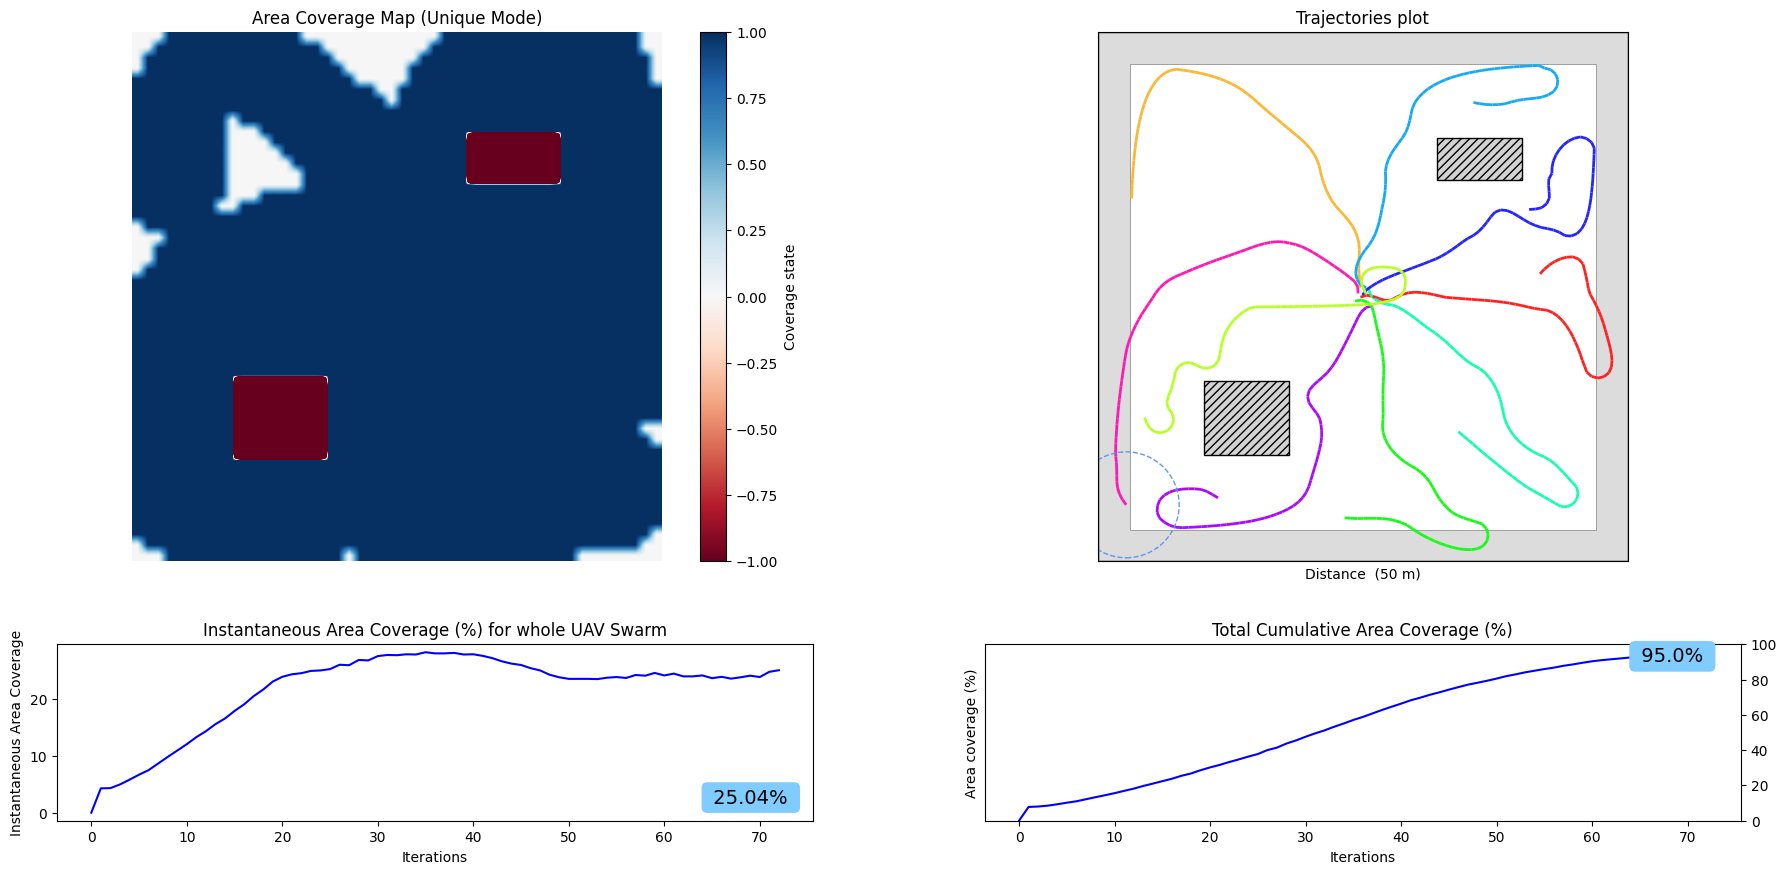 Area Coverage Map (Unique Mode)
1.00
0.75
0.50
0.25
0.00
−0.25
−0.50
−0.75
−1.00
Coverage state
Trajectories plot
Distance  (50 m)
Instantaneous Area Coverage (%) for whole UAV Swarm
Instantaneous Area Coverage
20
10
0
25.04%
0 10 20 30 40 50 60 70
Iterations
Total Cumulative Area Coverage (%)
Area coverage (%)
95.0%
100
80
60
40
20
0
0 10 20 30 40 50 60 70
Iterations